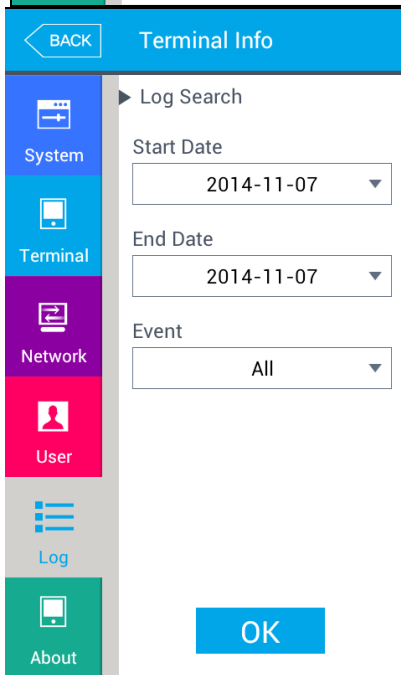 BACK
Terminal Info
System
Terminal
Network
User
Log
About
Log Search
Start Date
2014-11-07
End Date
2014-11-07
Event
All
OK